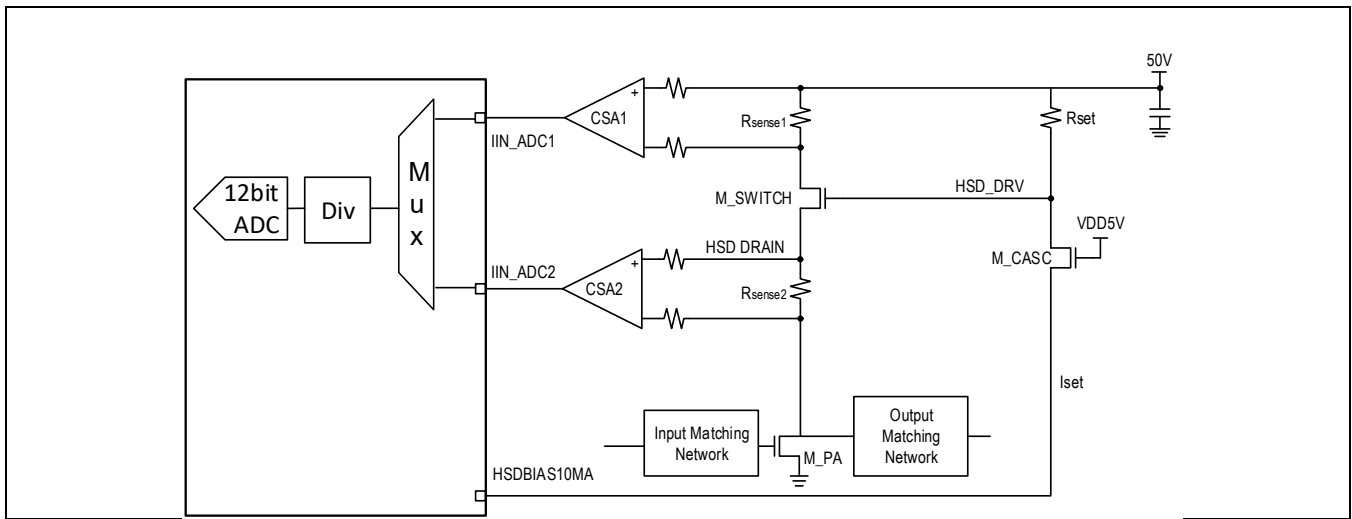 50V
CSA1
+
Rsense1
Rset
IIN_ADC1
M
u
x
12bit
ADC
Div
M_SWITCH
HSD_DRV
VDD5V
HSD DRAIN
M_CASC
IIN_ADC2
CSA2
+
Rsense2
Iset
Input Matching
Network
Output
Matching
Network
M_PA
HSDBIAS10MA